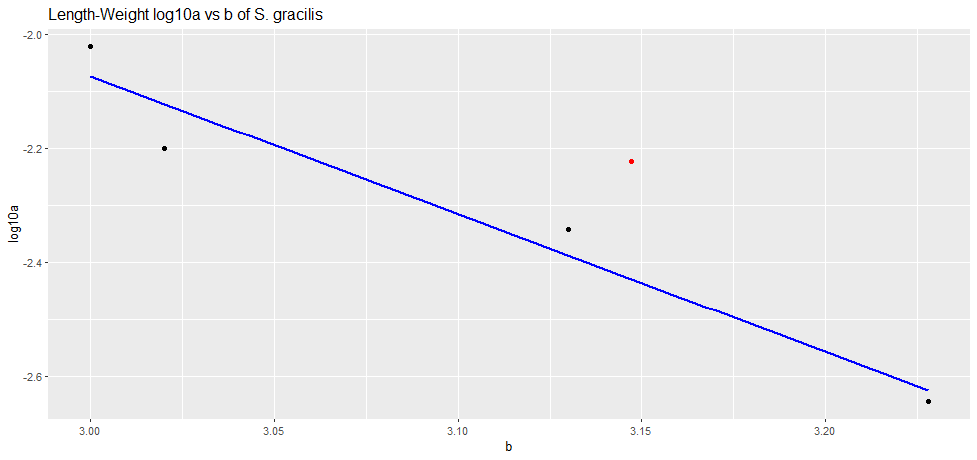 Length-Weight log10a vs b of S. gracilis
-2.0
-2.2
-2.4
-2.6
log10a
3.00 3.05 3.10 3.15 3.20
b